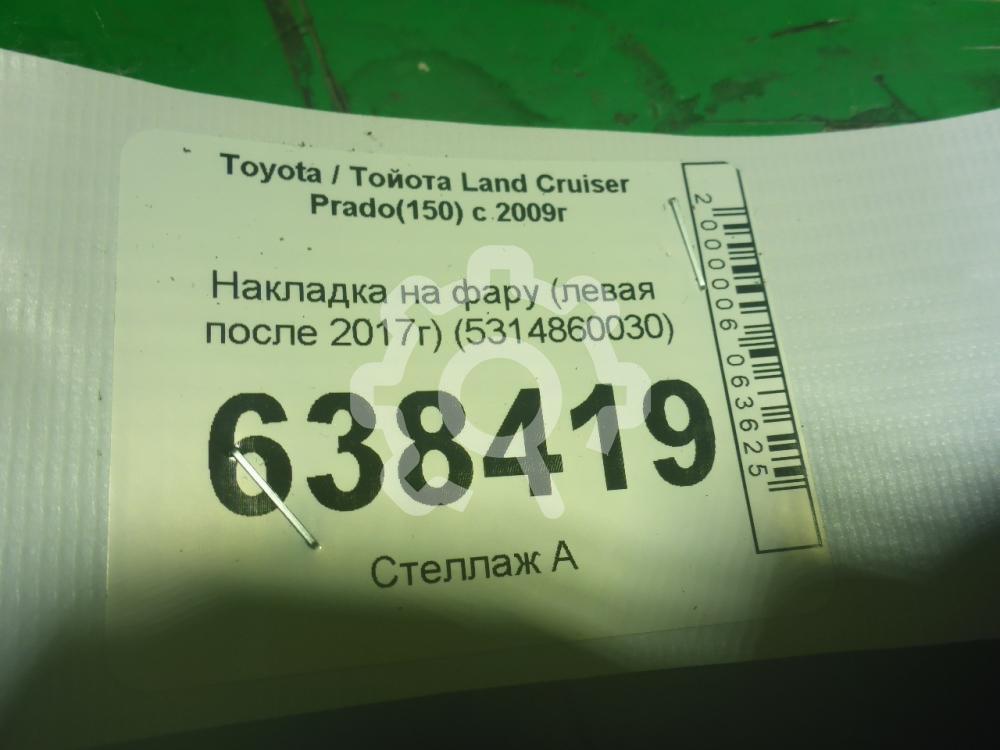 Toyota / Тойота Land Cruiser
Prado(150) с 2009г
Накладка на фару (левая
после 2017г) (5314860030)
638419
Стеллаж А
2 000006 063625